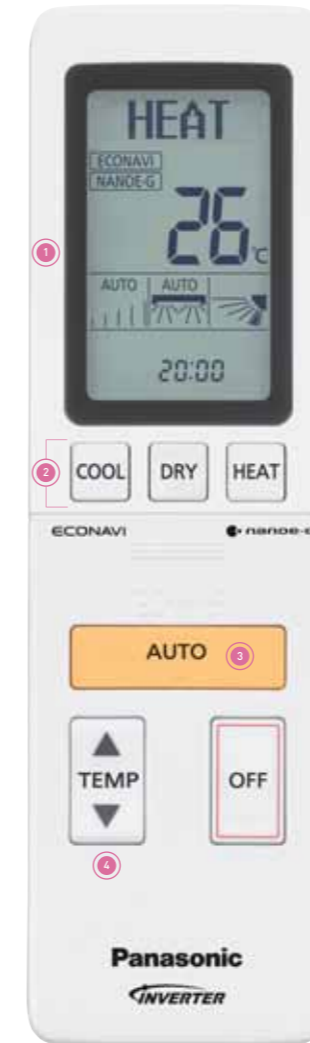 HEAT
ECONAVI
NANOE-G
26°C
AUTO AUTO
20:00
1
2
COOL DRY HEAT
ECONAVI nanoe-
AUTO 3
TEMP OFF
4
Panasonic
INVERTER